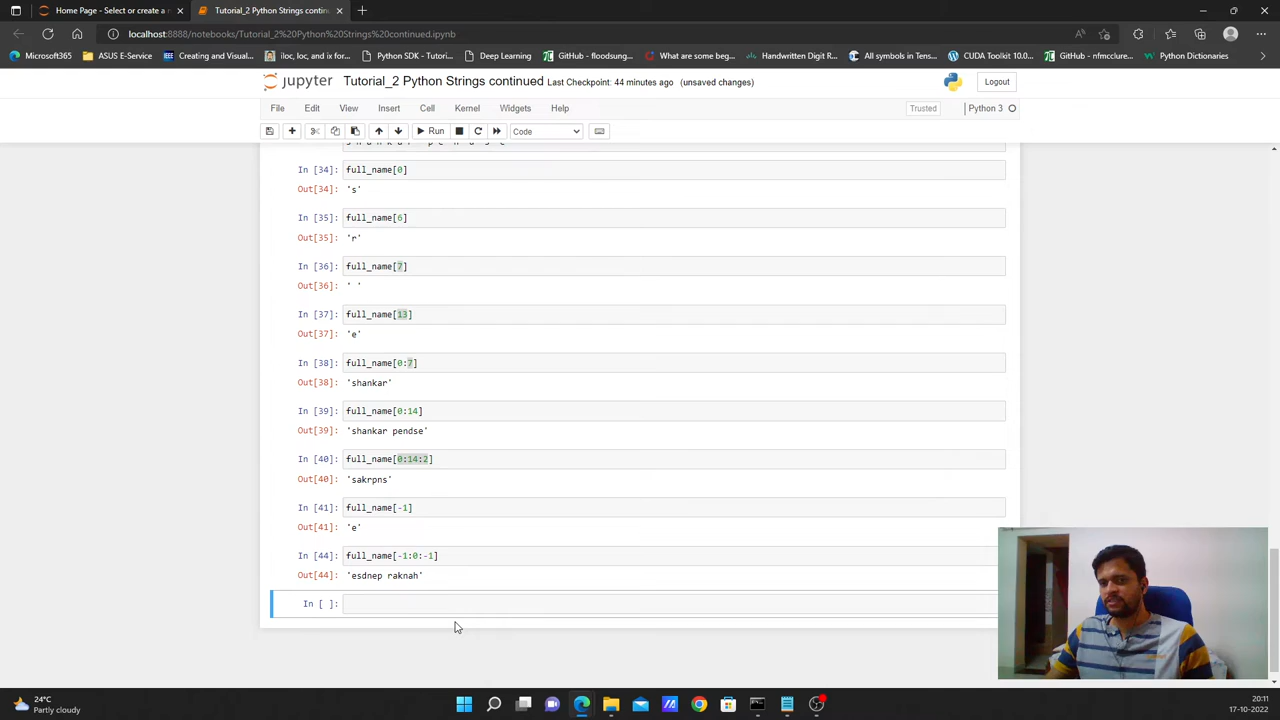 Home Page - Select or create a n
Tutorial_2 Python Strings contin
localhost:8888/notebooks/Tutorial_2%20Python%20Strings%20continued.ipynb
Microsoft365
ASUS E-Service
Creating and Visual...
iloc, loc, and ix for...
Python SDK - Tutori...
Deep Learning
GitHub - floodsung...
What are some beg...
Handwritten Digit R...
All symbols in Tens...
CUDA Toolkit 10.0...
GitHub - nfmcclure...
Python Dictionaries
jupyter Tutorial_2 Python Strings continued Last Checkpoint: 44 minutes ago (unsaved changes)
Logout
File Edit View Insert Cell Kernel Widgets Help
Trusted
Python 3
Run
Code
In [34]: full_name[0]
Out[34]: 's'
In [35]: full_name[6]
Out[35]: 'r'
In [36]: full_name[7]
Out[36]: ' '
In [37]: full_name[13]
Out[37]: 'e'
In [38]: full_name[0:7]
Out[38]: 'shankar'
In [39]: full_name[0:14]
Out[39]: 'shankar pendse'
In [40]: full_name[0:14:2]
Out[40]: 'sakrpns'
In [41]: full_name[-1]
Out[41]: 'e'
In [44]: full_name[-1:0:-1]
Out[44]: 'esdnep raknah'
In [ ]:
24°C
Partly cloudy
20:11
17-10-2022